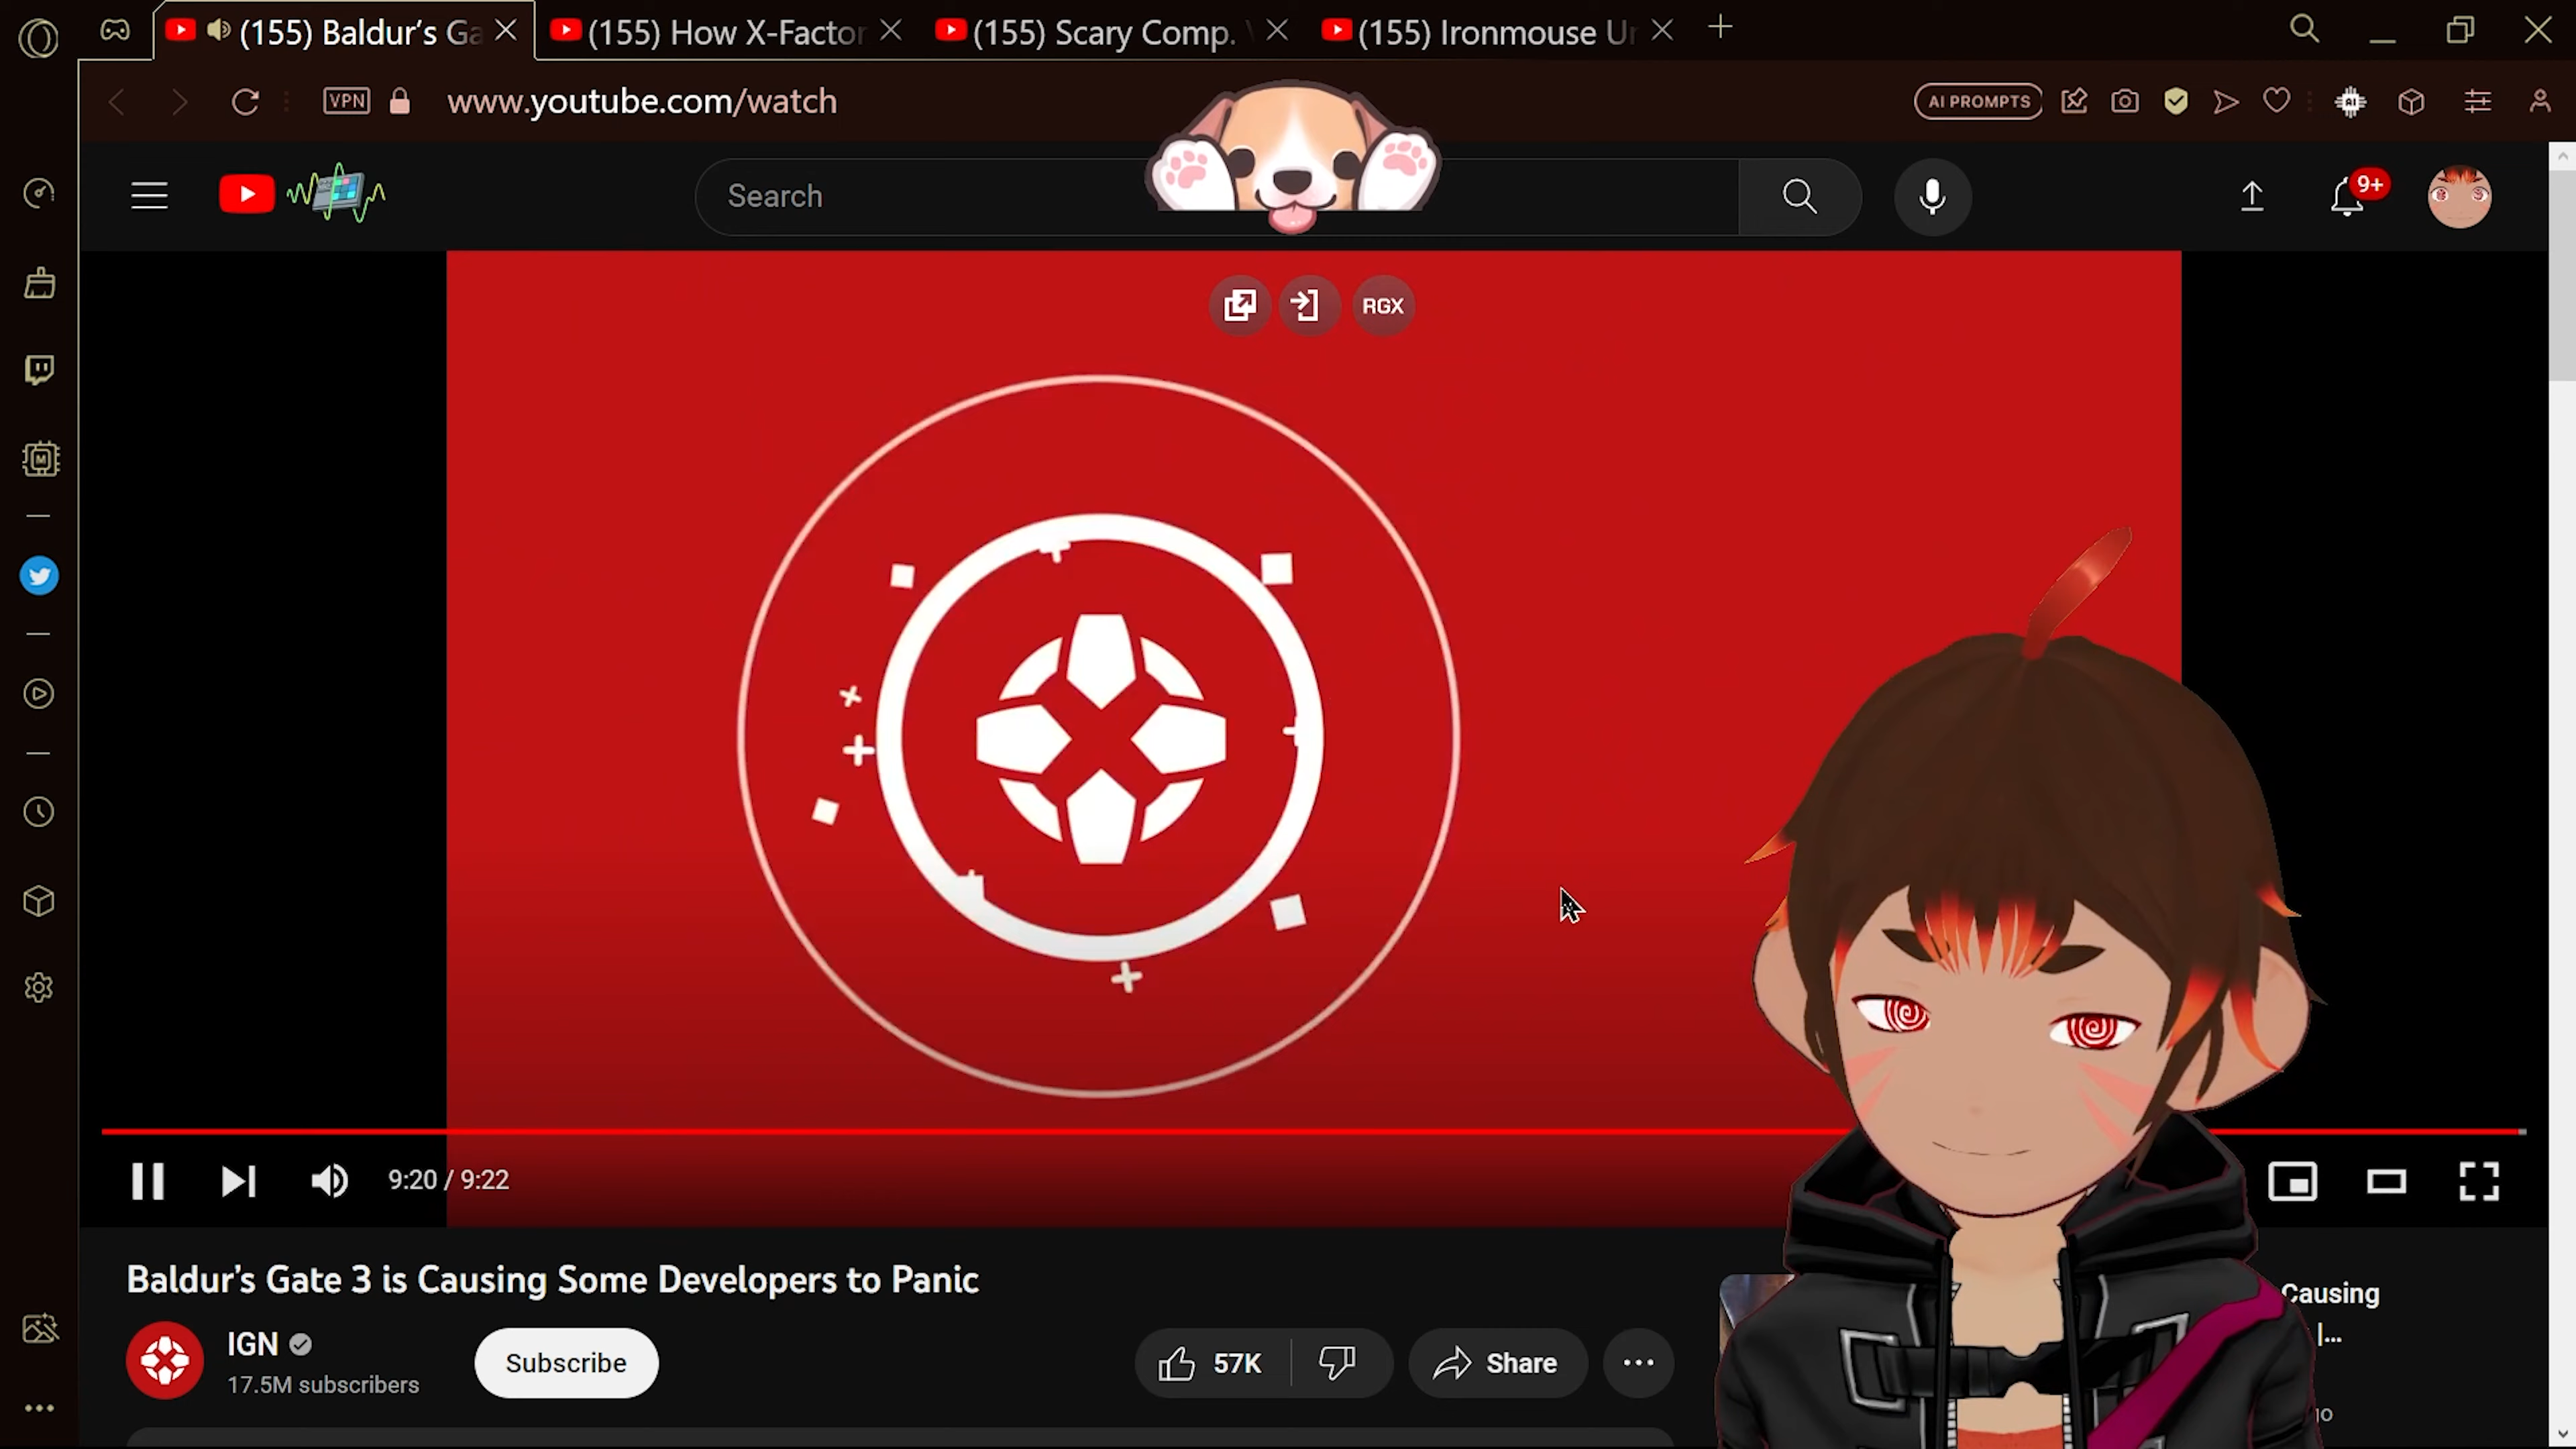 (155) Baldur's Ga
(155) How X-Factor
(155) Scary Comp.
(155) Ironmouse Ur
VPN
www.youtube.com/watch
AI PROMPTS
AI
Search
9+
RGX
M
9:20 / 9:22
Baldur's Gate 3 is Causing Some Developers to Panic
IGN
17.5M subscribers
Subscribe
57K
Share
Causing
|...